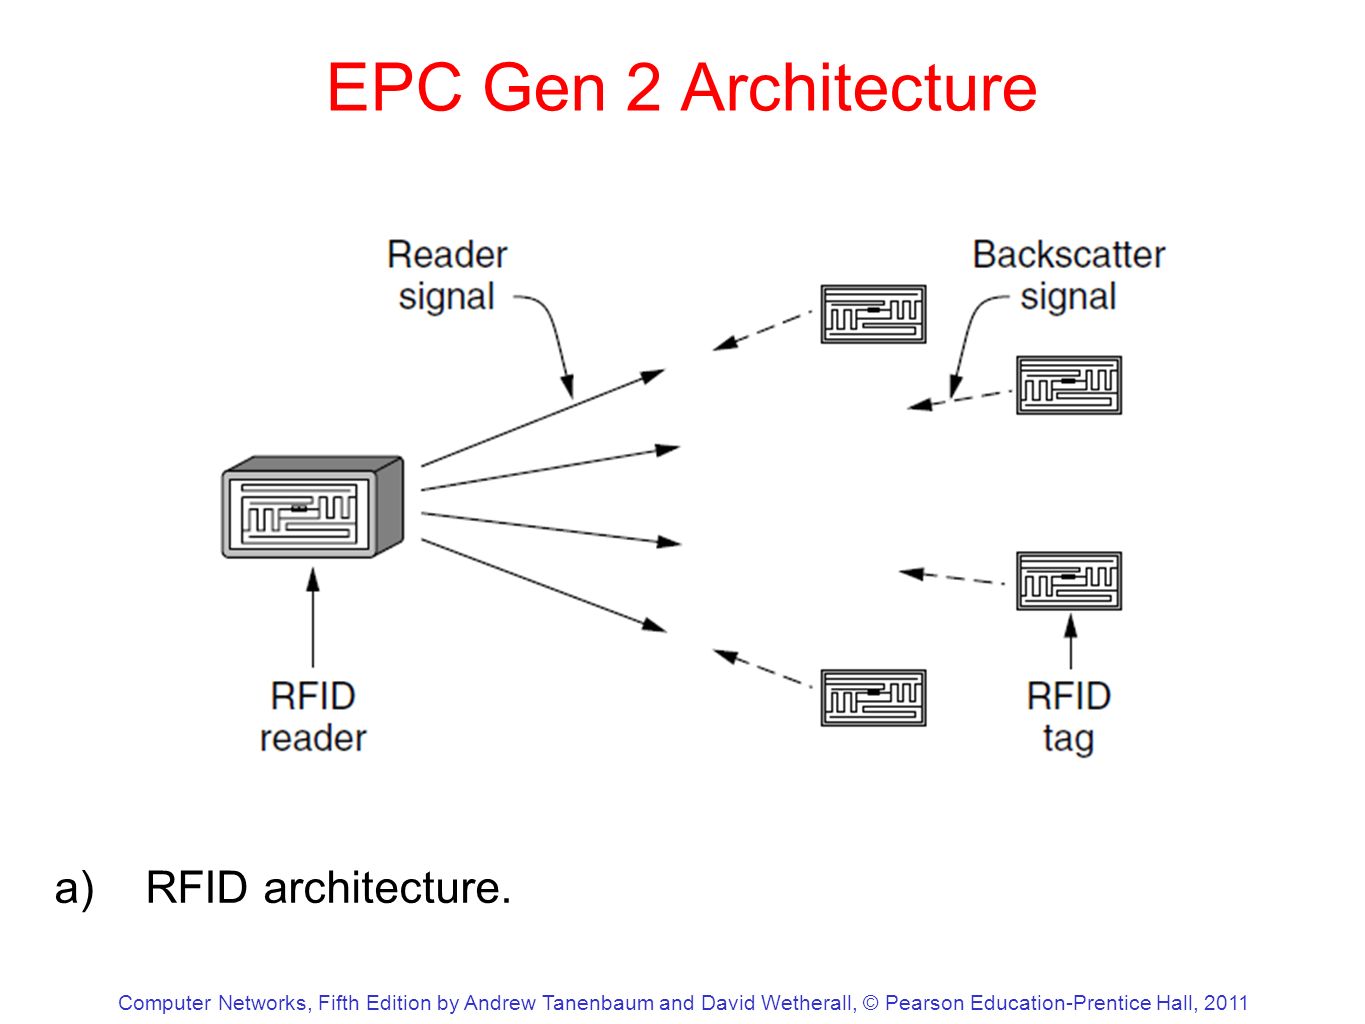 EPC Gen 2 Architecture
Reader
signal
Backscatter
signal
RFID
reader
RFID
tag
a) RFID architecture.
Computer Networks, Fifth Edition by Andrew Tanenbaum and David Wetherall, © Pearson Education-Prentice Hall, 2011